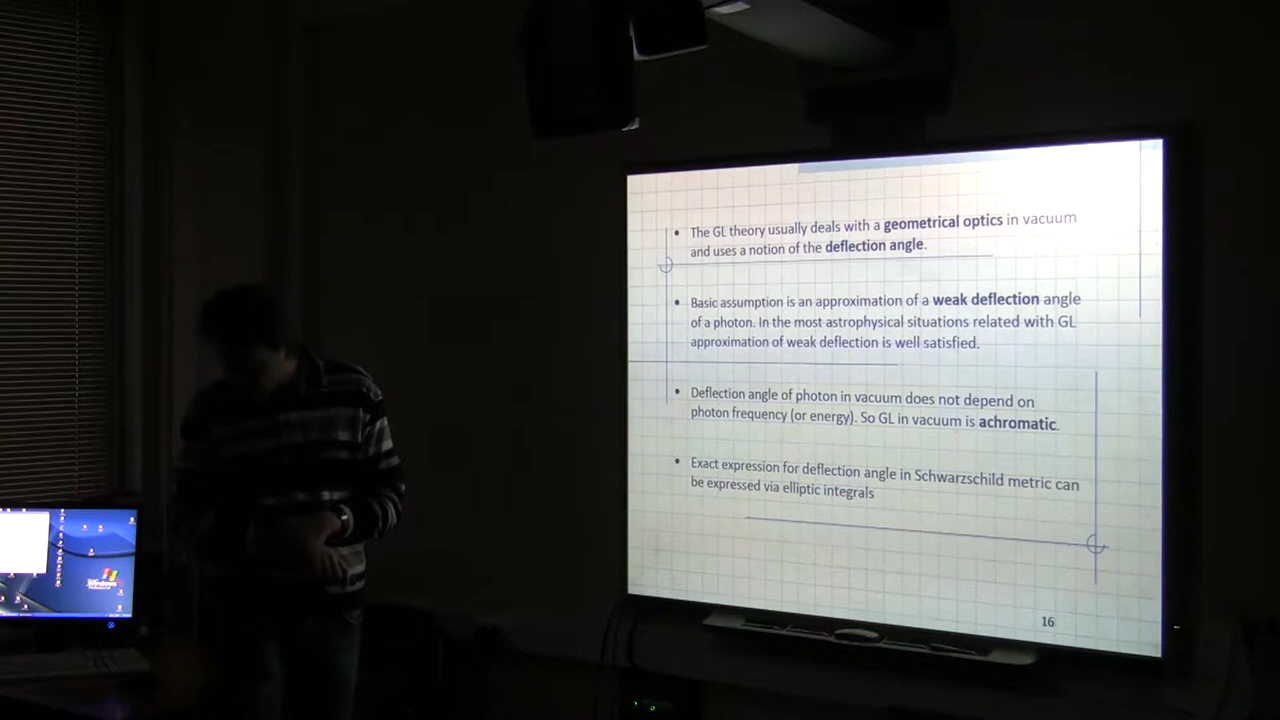 • The GL theory usually deals with a geometrical optics in vacuum
and uses a notion of the deflection angle.
• Basic assumption is an approximation of a weak deflection angle
of a photon. In the most astrophysical situations related with GL
approximation of weak deflection is well satisfied.
• Deflection angle of photon in vacuum does not depend on
photon frequency (or energy). So GL in vacuum is achromatic.
• Exact expression for deflection angle in Schwarzschild metric can
be expressed via elliptic integrals
16
Windows